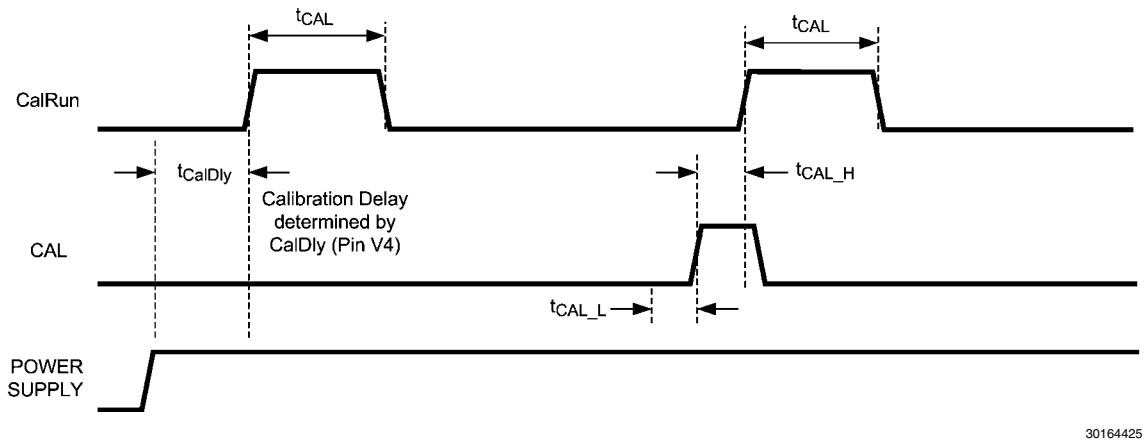 tCAL
tCAL
CalRun
tCalDly
tCAL_H
Calibration Delay
determined by
CalDly (Pin V4)
CAL
tCAL_L
POWER
SUPPLY
30164425